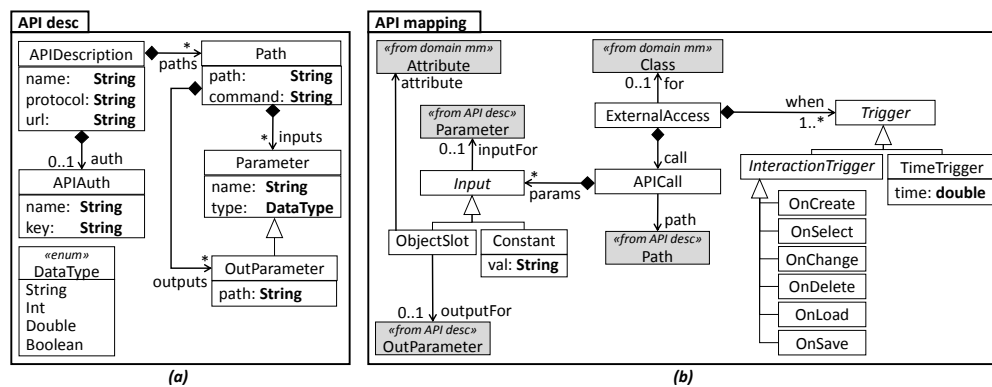 API desc
APIDescription
name: String
protocol: String
url: String
*
paths
Path
path: String
command: String
0..1
auth
*
inputs
APIAuth
name: String
key: String
Parameter
name: String
type: DataType
«enum»
DataType
String
Int
Double
Boolean
*
outputs
OutParameter
path: String
(a)
API mapping
«from domain mm»
Attribute
attribute
«from domain mm»
Class
0..1
for
«from API desc»
Parameter
0..1
inputFor
ExternalAccess
when
1..*
Trigger
call
Input
*
params
APICall
InteractionTrigger
TimeTrigger
time: double
path
ObjectSlot
Constant
val: String
«from API desc»
Path
OnCreate
OnSelect
OnChange
OnDelete
OnLoad
OnSave
0..1
outputFor
«from API desc»
OutParameter
(b)